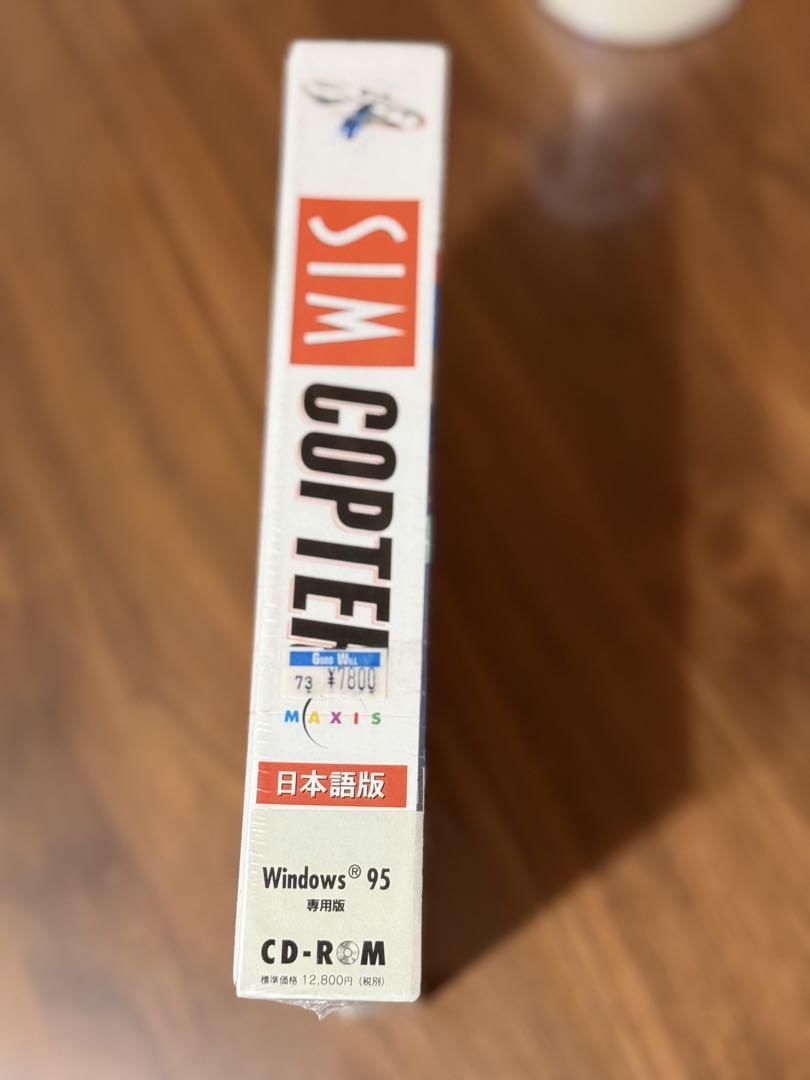 SIM
COPTER
GOOD WILL
73 ¥7800
MAXIS
日本語版
Windows® 95
専用版
CD-ROM
標準価格 12,800円（税別）